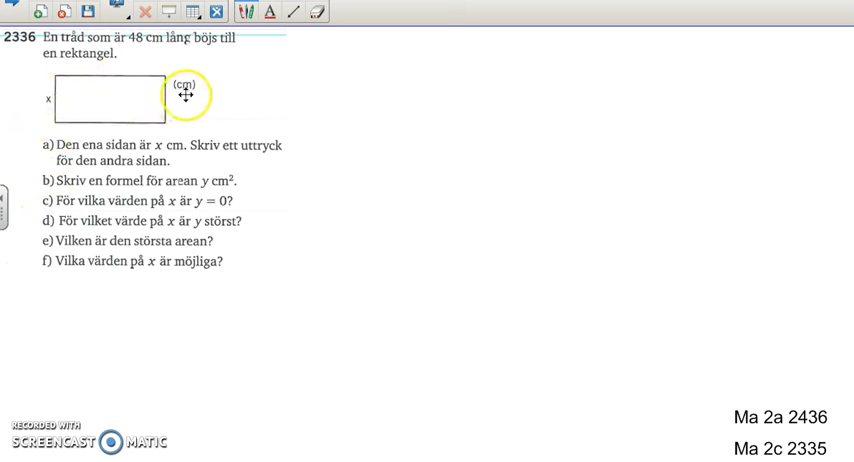 2336 En tråd som är 48 cm lång böjs till
en rektangel.
(cm)
x
a) Den ena sidan är x cm. Skriv ett uttryck
för den andra sidan.
b) Skriv en formel för arean y cm².
c) För vilka värden på x är y = 0?
d) För vilket värde på x är y störst?
e) Vilken är den största arean?
f) Vilka värden på x är möjliga?
Ma 2a 2436
Ma 2c 2335
RECORDED WITH
SCREENCAST MATIC